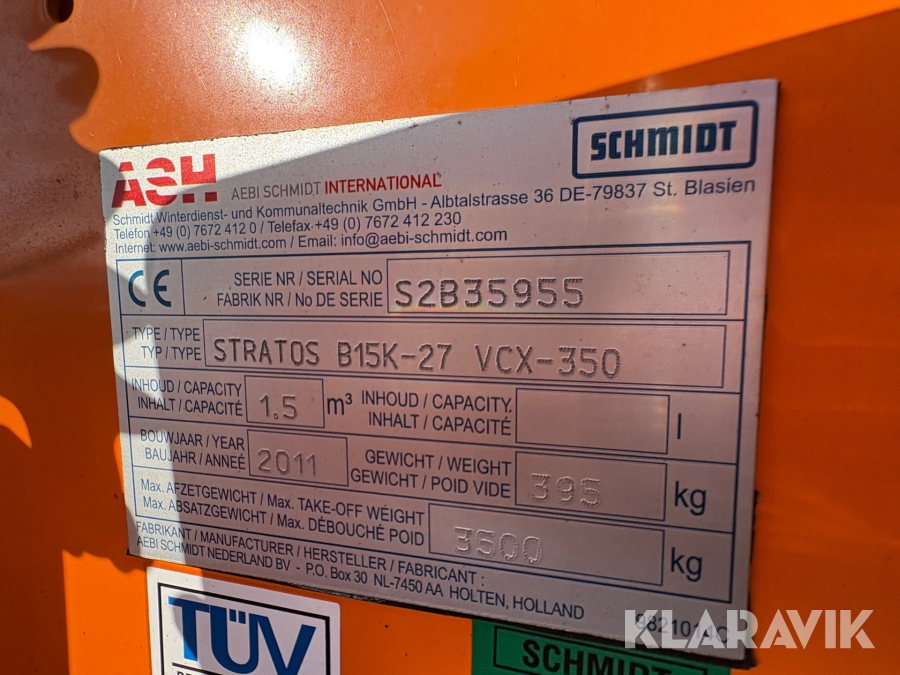 ASH AEBI SCHMIDT INTERNATIONAL
SCHMIDT
Schmidt Winterdienst- und Kommunaltechnik GmbH - Albtalstrasse 36 DE-79837 St. Blasien
Telefon +49 (0) 7672 412 0 / Telefax +49 (0) 7672 412 230
Internet: www.aebi-schmidt.com / Email: info@aebi-schmidt.com
CE
SERIE NR / SERIAL NO
FABRIK NR / No DE SERIE
S2B35955
TYPE / TYPE
TYP / TYPE
STRATOS B15K-27 VCX-350
INHOUD / CAPACITY
INHALT / CAPACITÉ
1,5 m³
INHOUD / CAPACITY.
INHALT / CAPACITÉ
l
BOUWJAAR / YEAR
BAUJAHR / ANNEÉ
2011
GEWICHT / WEIGHT
GEWICHT / POID VIDE
395 kg
Max. AFZETGEWICHT / Max. TAKE-OFF WEIGHT
Max. ABSATZGEWICHT / Max. DÉBOUCHÉ POID
3500 kg
FABRIKANT / MANUFACTURER / HERSTELLER / FABRICANT :
AEBI SCHMIDT NEDERLAND BV - P.O. Box 30 NL-7450 AA HOLTEN, HOLLAND
KLARAVIK
TÜV
SCHMIDT